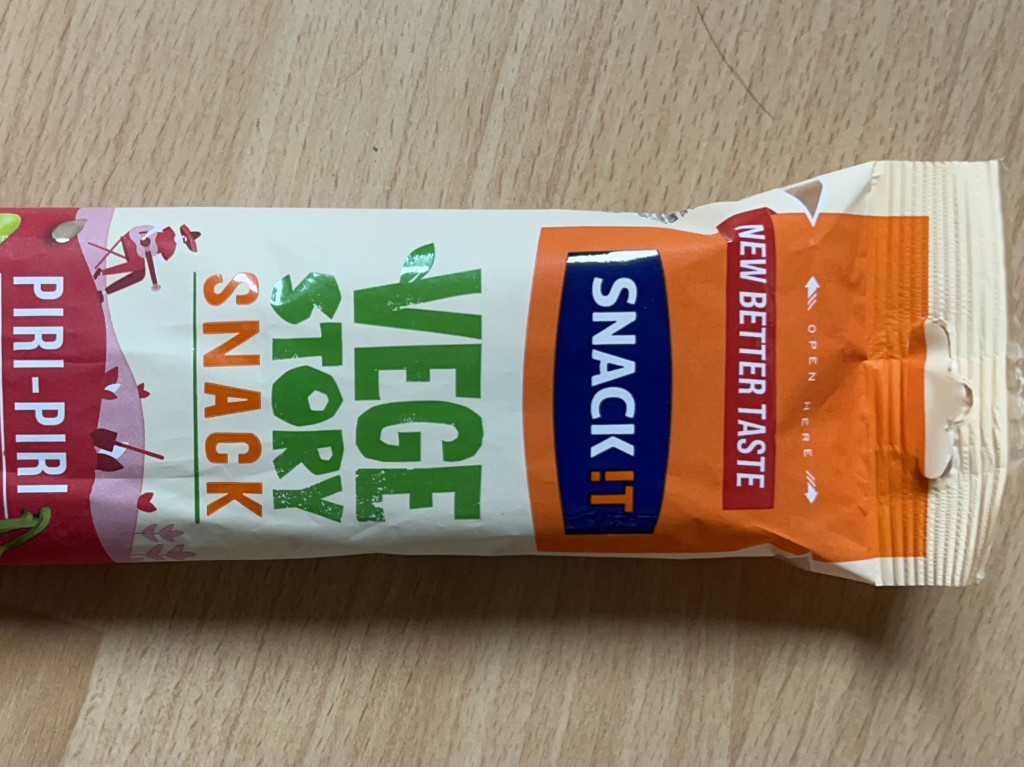 NEW BETTER TASTE
OPEN HERE
SNACK !T
VEGE
STORY
SNACK
PIRI-PIRI